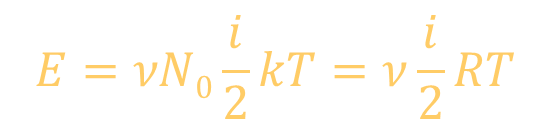 E = νN₀ i/2 kT = ν i/2 RT